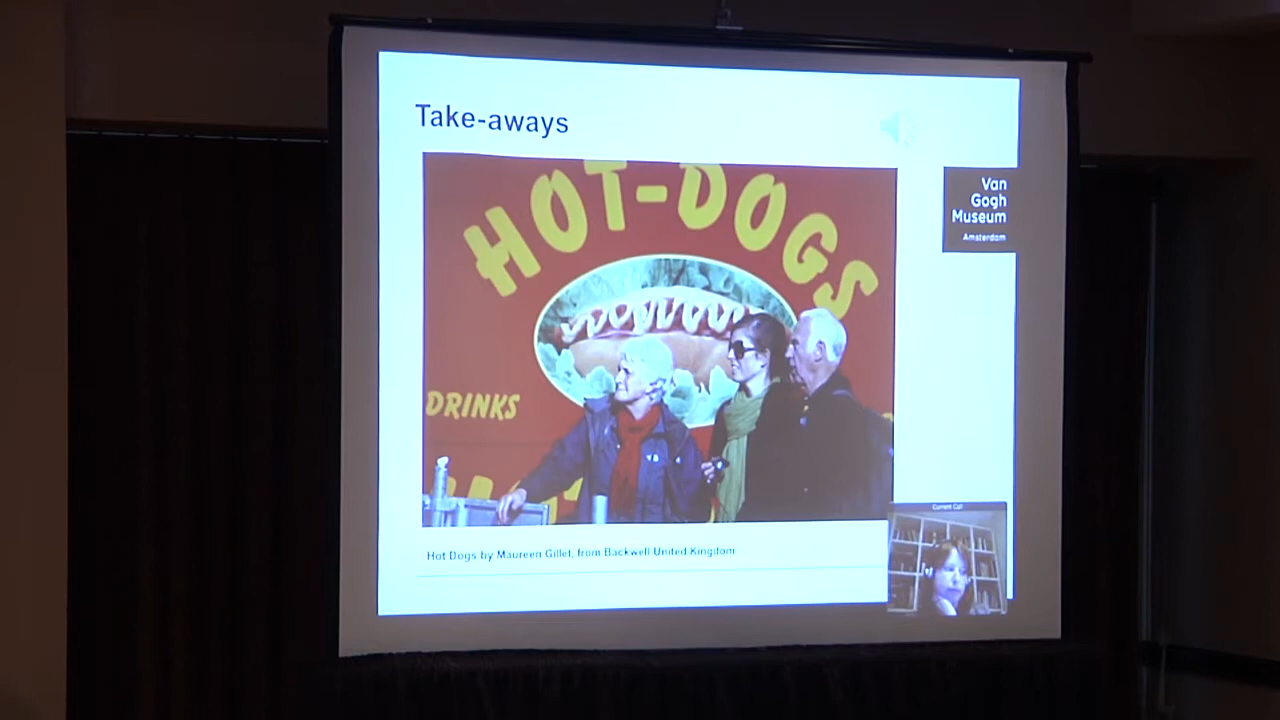 Take-aways
HOT-DOGS
DRINKS
Van
Gogh
Museum
Amsterdam
Current Call
Hot Dogs by Maureen Gillet, from Backwell United Kingdom